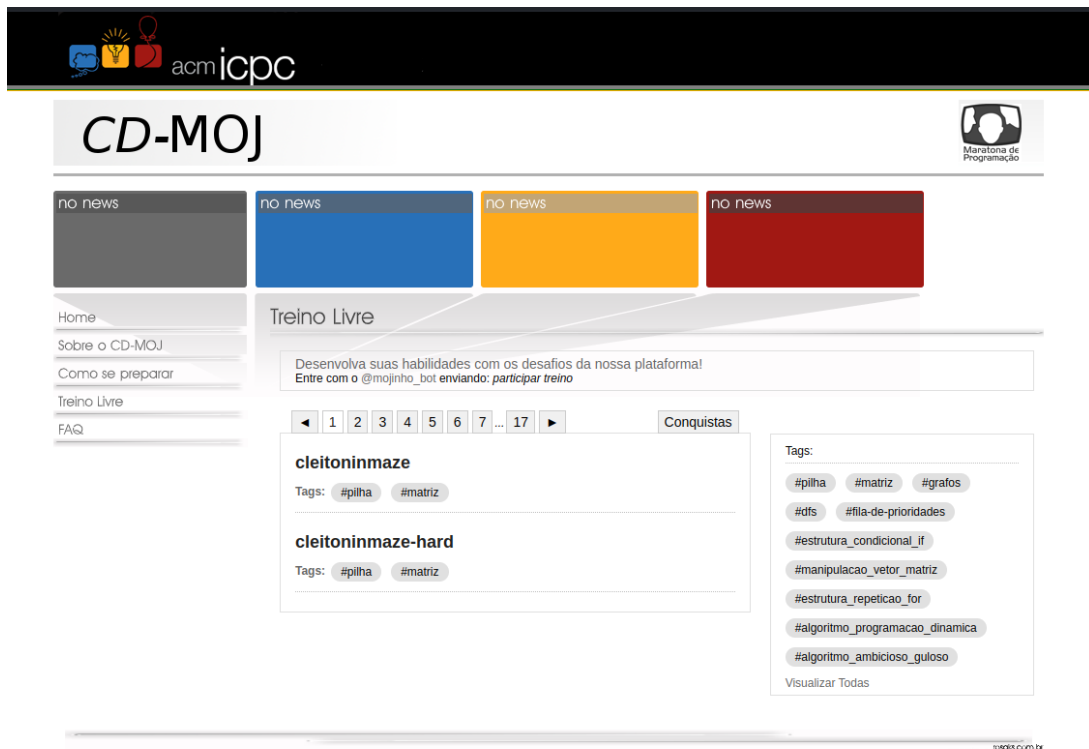 acm icpc
CD-MOJ
Maratona de
Programação
no news
no news
no news
no news
Home
Sobre o CD-MOJ
Como se preparar
Treino Livre
FAQ
Treino Livre
Desenvolva suas habilidades com os desafios da nossa plataforma!
Entre com o @mojinho_bot enviando: participar treino
◄ 1 2 3 4 5 6 7 ... 17 ►
Conquistas
cleitoninmaze
Tags: #pilha #matriz
cleitoninmaze-hard
Tags: #pilha #matriz
Tags:
#pilha #matriz #grafos
#dfs #fila-de-prioridades
#estrutura_condicional_if
#manipulacao_vetor_matriz
#estrutura_repeticao_for
#algoritmo_programacao_dinamica
#algoritmo_ambicioso_guloso
Visualizar Todas